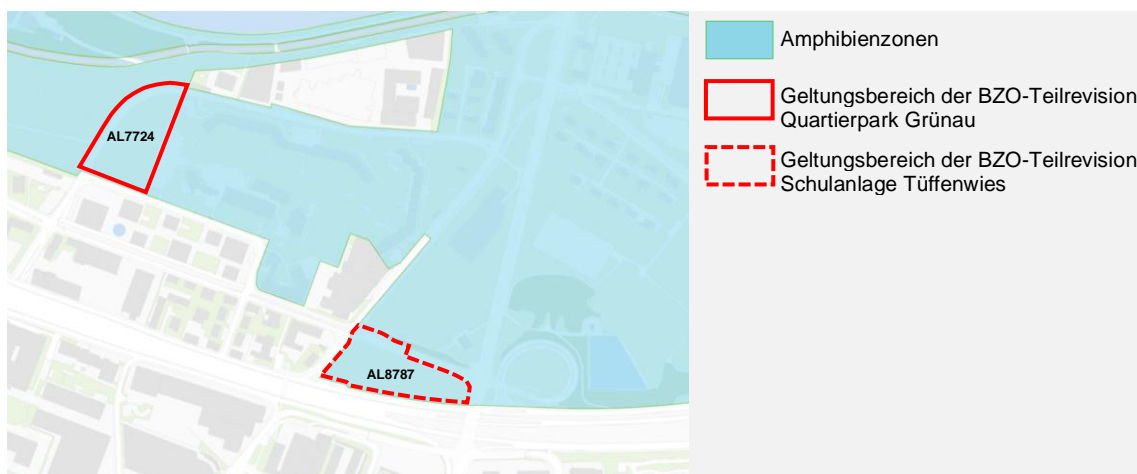 AL7724
AL8787
Amphibienzonen
Geltungsbereich der BZO-Teilrevision
Quartierpark Grünau
Geltungsbereich der BZO-Teilrevision
Schulanlage Tüffenwies